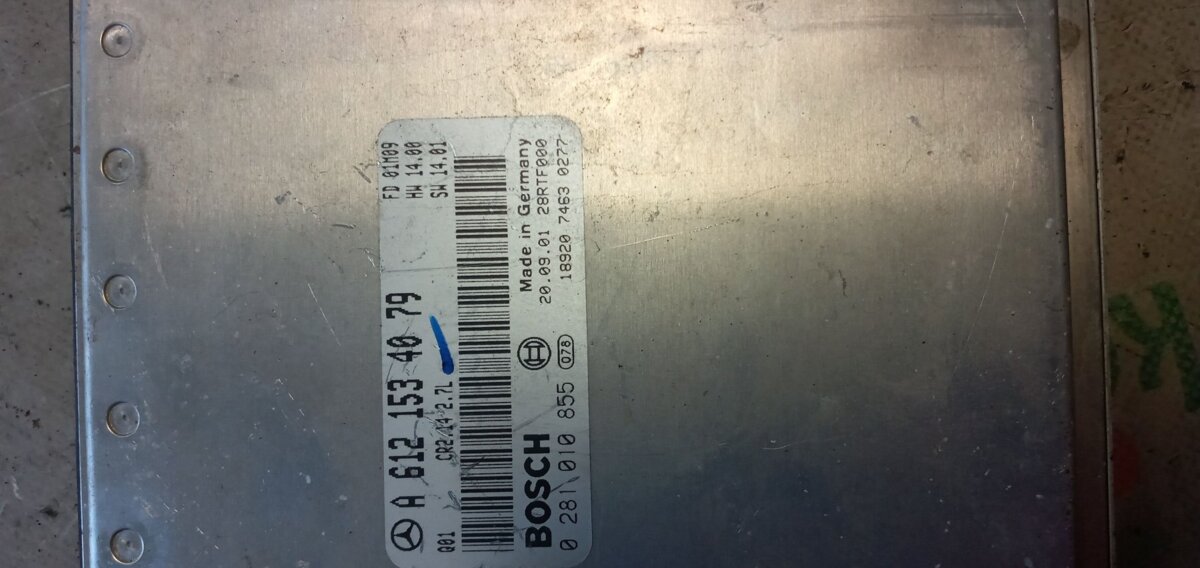 A 612 153 40 79
FD 01M09
HW 14.00
Q01 CR2.14 2.7L
SW 14.01
BOSCH
Made in Germany
20.09.01 28RTF000
0 281 010 855 078
18920 7463 0277